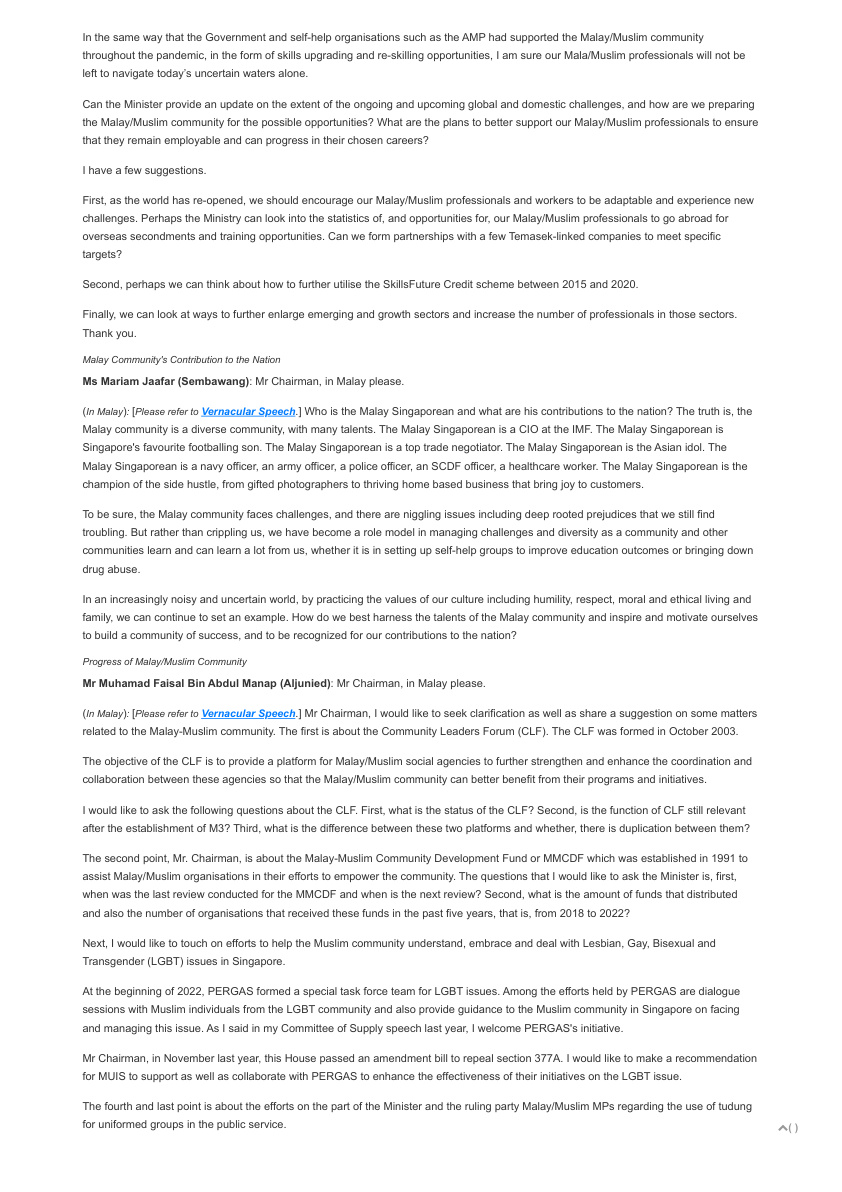 In the same way that the Government and self-help organisations such as the AMP had supported the Malay/Muslim community
throughout the pandemic, in the form of skills upgrading and re-skilling opportunities, I am sure our Mala/Muslim professionals will not be
left to navigate today's uncertain waters alone.
Can the Minister provide an update on the extent of the ongoing and upcoming global and domestic challenges, and how are we preparing
the Malay/Muslim community for the possible opportunities? What are the plans to better support our Malay/Muslim professionals to ensure
that they remain employable and can progress in their chosen careers?
I have a few suggestions.
First, as the world has re-opened, we should encourage our Malay/Muslim professionals and workers to be adaptable and experience new
challenges. Perhaps the Ministry can look into the statistics of, and opportunities for, our Malay/Muslim professionals to go abroad for
overseas secondments and training opportunities. Can we form partnerships with a few Temasek-linked companies to meet specific
targets?
Second, perhaps we can think about how to further utilise the SkillsFuture Credit scheme between 2015 and 2020.
Finally, we can look at ways to further enlarge emerging and growth sectors and increase the number of professionals in those sectors.
Thank you.
Malay Community's Contribution to the Nation
Ms Mariam Jaafar (Sembawang): Mr Chairman, in Malay please.
(In Malay): [Please refer to Vernacular Speech.] Who is the Malay Singaporean and what are his contributions to the nation? The truth is, the
Malay community is a diverse community, with many talents. The Malay Singaporean is a CIO at the IMF. The Malay Singaporean is
Singapore's favourite footballing son. The Malay Singaporean is a top trade negotiator. The Malay Singaporean is the Asian idol. The
Malay Singaporean is a navy officer, an army officer, a police officer, an SCDF officer, a healthcare worker. The Malay Singaporean is the
champion of the side hustle, from gifted photographers to thriving home based business that bring joy to customers.
To be sure, the Malay community faces challenges, and there are niggling issues including deep rooted prejudices that we still find
troubling. But rather than crippling us, we have become a role model in managing challenges and diversity as a community and other
communities learn and can learn a lot from us, whether it is in setting up self-help groups to improve education outcomes or bringing down
drug abuse.
In an increasingly noisy and uncertain world, by practicing the values of our culture including humility, respect, moral and ethical living and
family, we can continue to set an example. How do we best harness the talents of the Malay community and inspire and motivate ourselves
to build a community of success, and to be recognized for our contributions to the nation?
Progress of Malay/Muslim Community
Mr Muhamad Faisal Bin Abdul Manap (Aljunied): Mr Chairman, in Malay please.
(In Malay): [Please refer to Vernacular Speech.] Mr Chairman, I would like to seek clarification as well as share a suggestion on some matters
related to the Malay-Muslim community. The first is about the Community Leaders Forum (CLF). The CLF was formed in October 2003.
The objective of the CLF is to provide a platform for Malay/Muslim social agencies to further strengthen and enhance the coordination and
collaboration between these agencies so that the Malay/Muslim community can better benefit from their programs and initiatives.
I would like to ask the following questions about the CLF. First, what is the status of the CLF? Second, is the function of CLF still relevant
after the establishment of M3? Third, what is the difference between these two platforms and whether, there is duplication between them?
The second point, Mr. Chairman, is about the Malay-Muslim Community Development Fund or MMCDF which was established in 1991 to
assist Malay/Muslim organisations in their efforts to empower the community. The questions that I would like to ask the Minister is, first,
when was the last review conducted for the MMCDF and when is the next review? Second, what is the amount of funds that distributed
and also the number of organisations that received these funds in the past five years, that is, from 2018 to 2022?
Next, I would like to touch on efforts to help the Muslim community understand, embrace and deal with Lesbian, Gay, Bisexual and
Transgender (LGBT) issues in Singapore.
At the beginning of 2022, PERGAS formed a special task force team for LGBT issues. Among the efforts held by PERGAS are dialogue
sessions with Muslim individuals from the LGBT community and also provide guidance to the Muslim community in Singapore on facing
and managing this issue. As I said in my Committee of Supply speech last year, I welcome PERGAS's initiative.
Mr Chairman, in November last year, this House passed an amendment bill to repeal section 377A. I would like to make a recommendation
for MUIS to support as well as collaborate with PERGAS to enhance the effectiveness of their initiatives on the LGBT issue.
The fourth and last point is about the efforts on the part of the Minister and the ruling party Malay/Muslim MPs regarding the use of tudung
for uniformed groups in the public service.
( )